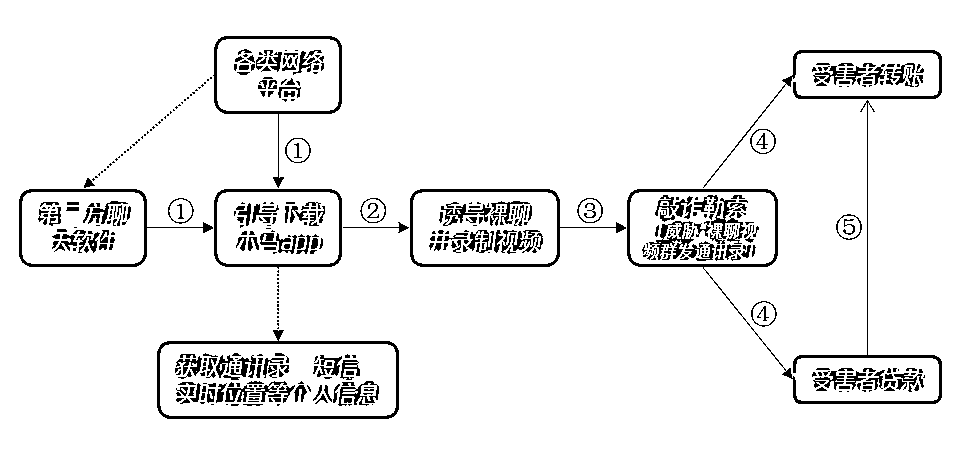 各类网络
平台
受害者转账
①
④
第三方聊
天软件
①
引导下载
木马app
②
诱导裸聊
并录制视频
③
敲诈勒索
（威胁将裸聊视
频群发通讯录）
⑤
④
获取通讯录、短信、
实时位置等个人信息
受害者贷款